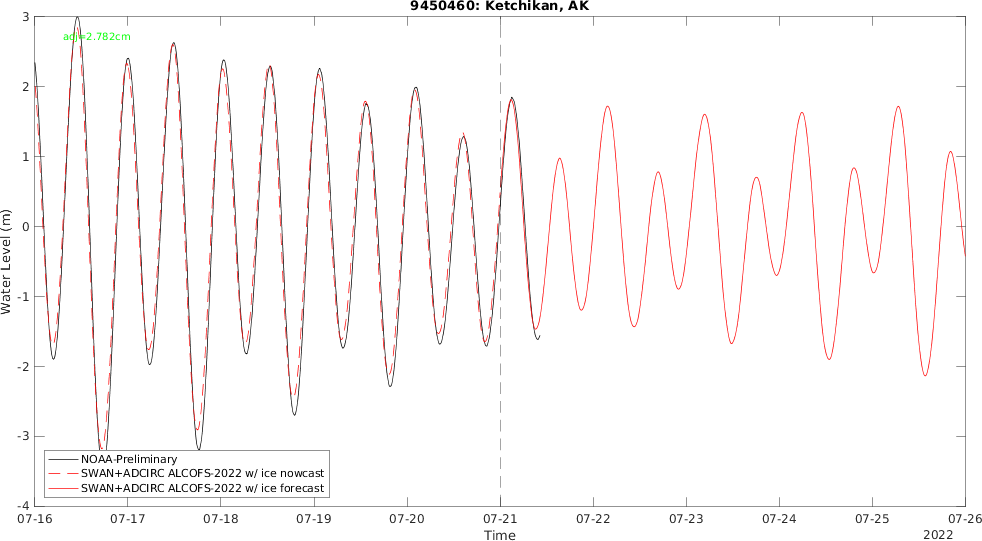 9450460: Ketchikan, AK
adj=2.782cm
3
2
1
0
-1
-2
-3
-4
Water Level (m)
NOAA-Preliminary
SWAN+ADCIRC ALCOFS-2022 w/ ice nowcast
SWAN+ADCIRC ALCOFS-2022 w/ ice forecast
07-16 07-17 07-18 07-19 07-20 07-21 07-22 07-23 07-24 07-25 07-26
Time
2022